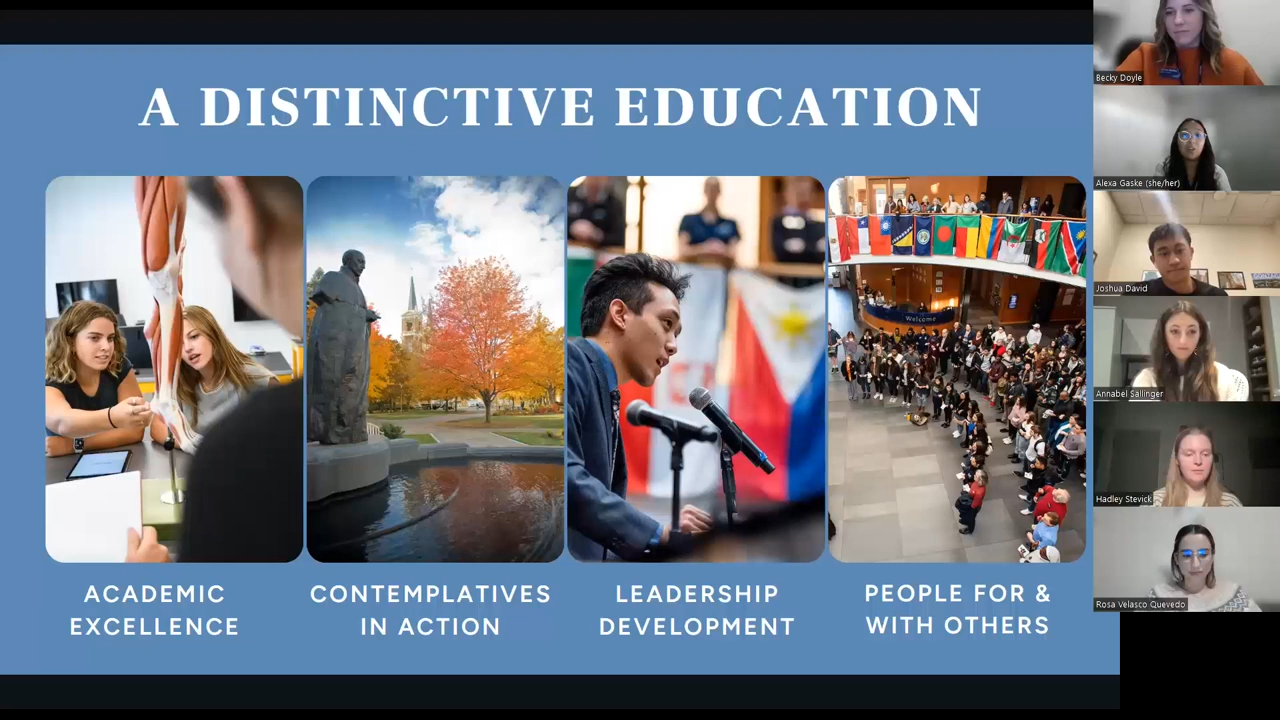 A DISTINCTIVE EDUCATION
Welcome
ACADEMIC
EXCELLENCE
CONTEMPLATIVES
IN ACTION
LEADERSHIP
DEVELOPMENT
PEOPLE FOR &
WITH OTHERS
Becky Doyle
Alexa Gaske (she/her)
Joshua David
Annabel Sallinger
Hadley Stevick
Rosa Velasco Quevedo